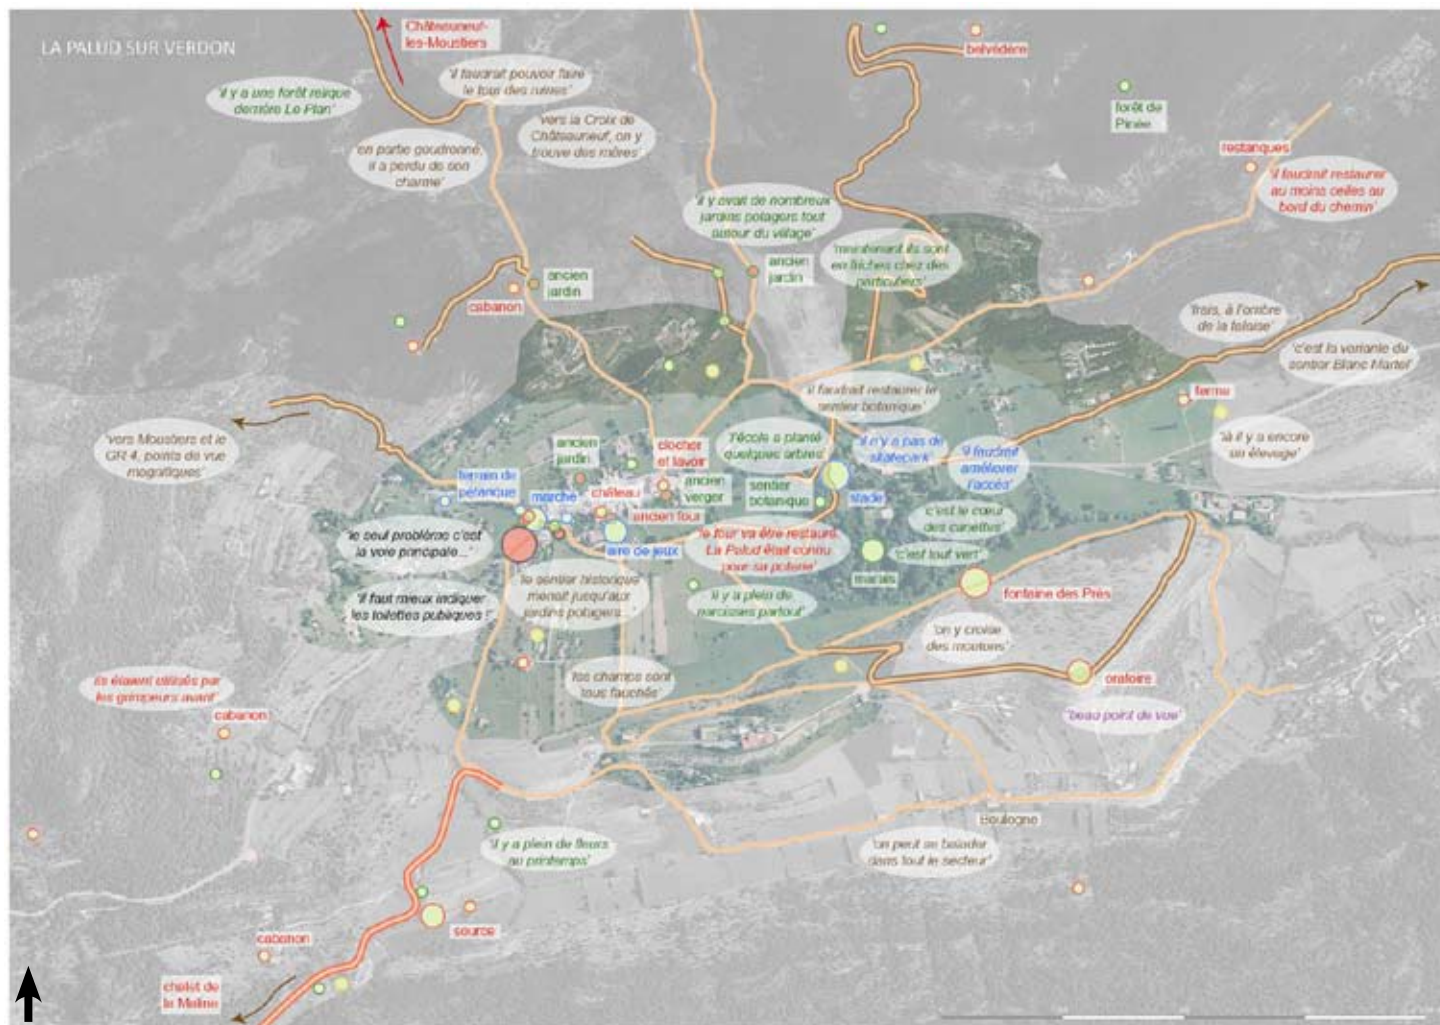 LA PALUD SUR VERDON
Châteauneuf-
les-Moustiers
belvédère
'il faudrait pouvoir faire
le tour des ruines'
'il y a une forêt relique
derrière Le Plan'
forêt de
Pinée
'vers la Croix de
Châteauneuf, on y
trouve des mûres'
'en partie goudronné,
il a perdu de son
charme'
restanques
'il faudrait restaurer
au moins celles au
bord du chemin'
'il y avait de nombreux
jardins potagers tout
autour du village'
'maintenant ils sont
en friches chez des
particuliers'
ancien
jardin
ancien
jardin
cabanon
'frais, à l'ombre
de la falaise'
'c'est la variante du
sentier Blanc Martel'
'il faudrait restaurer le
sentier botanique'
ferme
'vers Moustiers et le
GR 4, points de vue
magnifiques'
ancien
jardin
clocher
et lavoir
'l'école a planté
quelques arbres'
'il n'y a pas de
skatepark'
'il faudrait
améliorer
l'accès'
'là il y a encore
un élevage'
terrain de
pétanque
marché
château
ancien
verger
sentier
botanique
stade
ancien four
'c'est le cœur
des canettes'
'le seul problème c'est
la voie principale...'
aire de jeux
'le four va être restauré.
La Palud était connu
pour sa poterie'
'c'est tout vert'
marais
'il faut mieux indiquer
les toilettes publiques !'
'le sentier historique
menait jusqu'aux
jardins potagers...'
'il y a plein de
narcisses partout'
fontaine des Prés
'on y croise
des moutons'
'ils étaient utilisés par
les grimpeurs avant'
'les champs sont
tous fauchés'
oratoire
cabanon
'beau point de vue'
Boulogne
'il y a plein de fleurs
au printemps'
'on peut se balader
dans tout le secteur'
source
cabanon
chalet de
la Maline